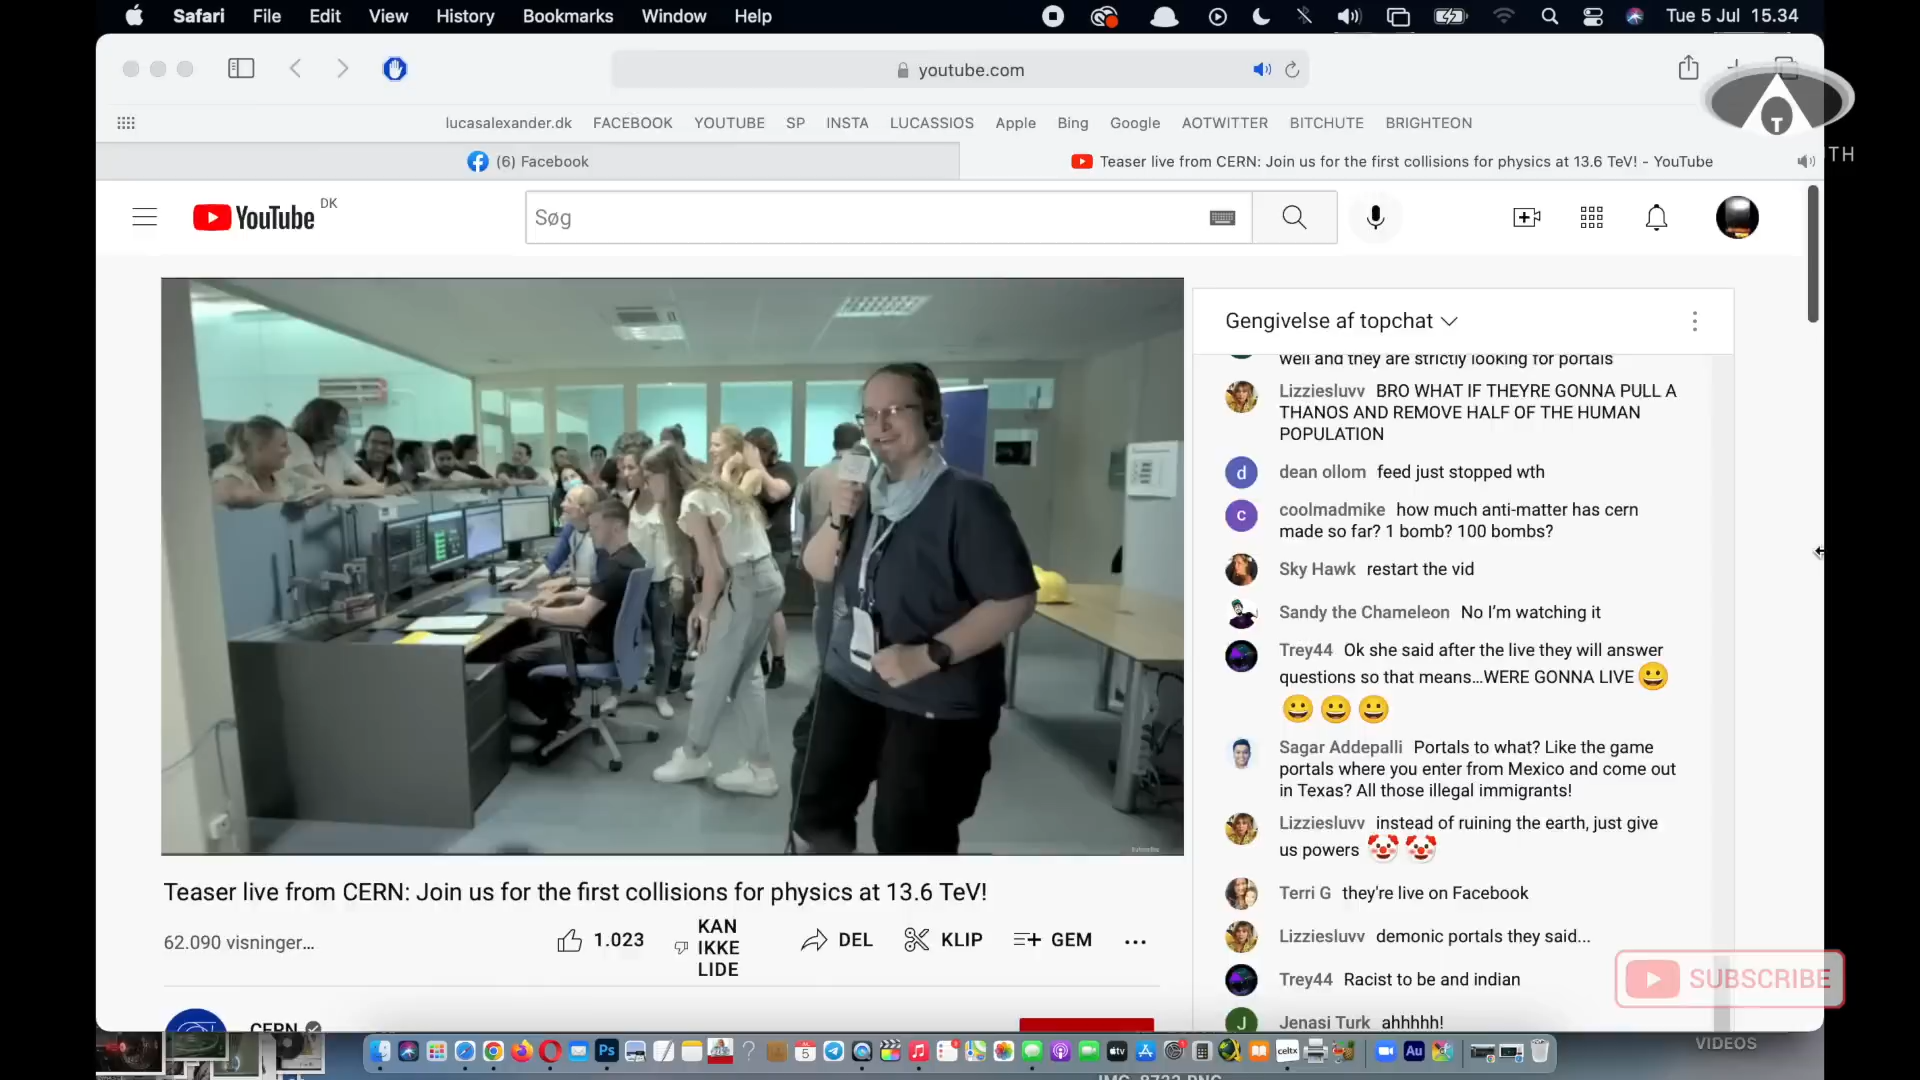 Safari File Edit View History Bookmarks Window Help Tue 5 Jul 15.34
youtube.com
lucasalexander.dk FACEBOOK YOUTUBE SP INSTA LUCASSIOS Apple Bing Google AOTWITTER BITCHUTE BRIGHTEON
(6) Facebook
Teaser live from CERN: Join us for the first collisions for physics at 13.6 TeV! - YouTube
T
TH
YouTube DK
Søg
Gengivelse af topchat
well and they are strictly looking for portals
Lizziesluvv BRO WHAT IF THEYRE GONNA PULL A
THANOS AND REMOVE HALF OF THE HUMAN
POPULATION
d dean ollom feed just stopped wth
c coolmadmike how much anti-matter has cern
made so far? 1 bomb? 100 bombs?
Sky Hawk restart the vid
Sandy the Chameleon No I'm watching it
Trey44 Ok she said after the live they will answer
questions so that means...WERE GONNA LIVE 😀
😀 😀 😀
Sagar Addepalli Portals to what? Like the game
portals where you enter from Mexico and come out
in Texas? All those illegal immigrants!
Lizziesluvv instead of ruining the earth, just give
us powers 🤡 🤡
Terri G they're live on Facebook
Lizziesluvv demonic portals they said...
Trey44 Racist to be and indian
J Jenasi Turk ahhhhh!
Teaser live from CERN: Join us for the first collisions for physics at 13.6 TeV!
62.090 visninger...
1.023
KAN
IKKE
LIDE
DEL
KLIP
GEM
CERN
SUBSCRIBE
VIDEOS
Ps
5
tv
celtx
Au